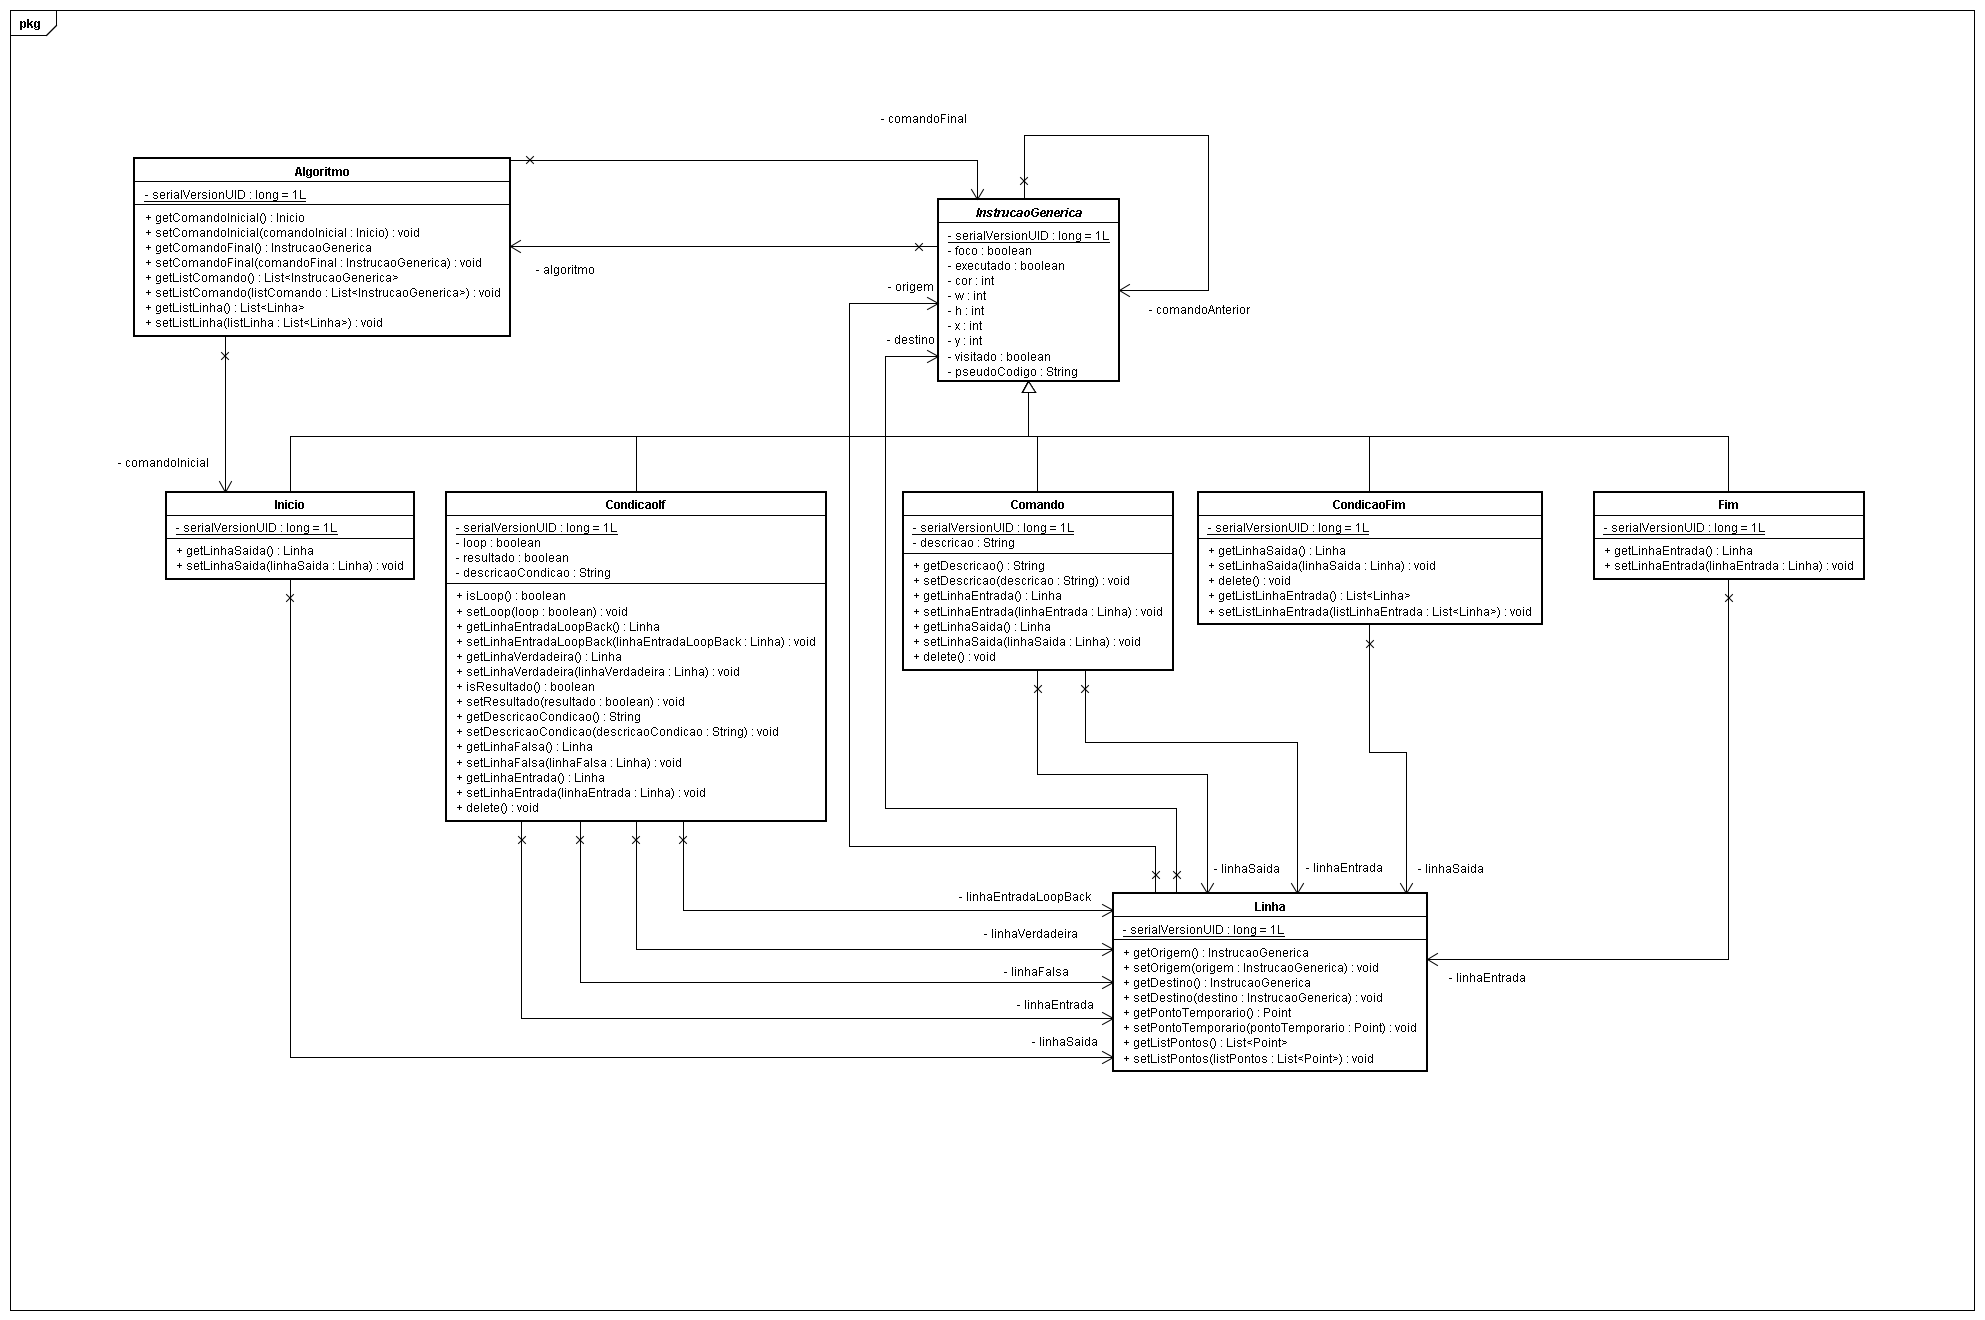 pkg
- comandoFinal
Algoritmo
- serialVersionUID : long = 1L
+ getComandoInicial() : Inicio
+ setComandoInicial(comandoInicial : Inicio) : void
+ getComandoFinal() : InstrucaoGenerica
+ setComandoFinal(comandoFinal : InstrucaoGenerica) : void
+ getListComando() : List<InstrucaoGenerica>
+ setListComando(listComando : List<InstrucaoGenerica>) : void
+ getListLinha() : List<Linha>
+ setListLinha(listLinha : List<Linha>) : void
- algoritmo
InstrucaoGenerica
- serialVersionUID : long = 1L
- foco : boolean
- executado : boolean
- cor : int
- w : int
- h : int
- x : int
- y : int
- visitado : boolean
- pseudoCodigo : String
- origem
- destino
- comandoAnterior
- comandoInicial
Inicio
- serialVersionUID : long = 1L
+ getLinhaSaida() : Linha
+ setLinhaSaida(linhaSaida : Linha) : void
CondicaoIf
- serialVersionUID : long = 1L
- loop : boolean
- resultado : boolean
- descricaoCondicao : String
+ isLoop() : boolean
+ setLoop(loop : boolean) : void
+ getLinhaEntradaLoopBack() : Linha
+ setLinhaEntradaLoopBack(linhaEntradaLoopBack : Linha) : void
+ getLinhaVerdadeira() : Linha
+ setLinhaVerdadeira(linhaVerdadeira : Linha) : void
+ isResultado() : boolean
+ setResultado(resultado : boolean) : void
+ getDescricaoCondicao() : String
+ setDescricaoCondicao(descricaoCondicao : String) : void
+ getLinhaFalsa() : Linha
+ setLinhaFalsa(linhaFalsa : Linha) : void
+ getLinhaEntrada() : Linha
+ setLinhaEntrada(linhaEntrada : Linha) : void
+ delete() : void
Comando
- serialVersionUID : long = 1L
- descricao : String
+ getDescricao() : String
+ setDescricao(descricao : String) : void
+ getLinhaEntrada() : Linha
+ setLinhaEntrada(linhaEntrada : Linha) : void
+ getLinhaSaida() : Linha
+ setLinhaSaida(linhaSaida : Linha) : void
+ delete() : void
CondicaoFim
- serialVersionUID : long = 1L
+ getLinhaSaida() : Linha
+ setLinhaSaida(linhaSaida : Linha) : void
+ delete() : void
+ getListLinhaEntrada() : List<Linha>
+ setListLinhaEntrada(listLinhaEntrada : List<Linha>) : void
Fim
- serialVersionUID : long = 1L
+ getLinhaEntrada() : Linha
+ setLinhaEntrada(linhaEntrada : Linha) : void
- linhaSaida
- linhaEntrada
- linhaSaida
- linhaEntradaLoopBack
- linhaVerdadeira
- linhaFalsa
- linhaEntrada
- linhaSaida
Linha
- serialVersionUID : long = 1L
+ getOrigem() : InstrucaoGenerica
+ setOrigem(origem : InstrucaoGenerica) : void
+ getDestino() : InstrucaoGenerica
+ setDestino(destino : InstrucaoGenerica) : void
+ getPontoTemporario() : Point
+ setPontoTemporario(pontoTemporario : Point) : void
+ getListPontos() : List<Point>
+ setListPontos(listPontos : List<Point>) : void
- linhaEntrada